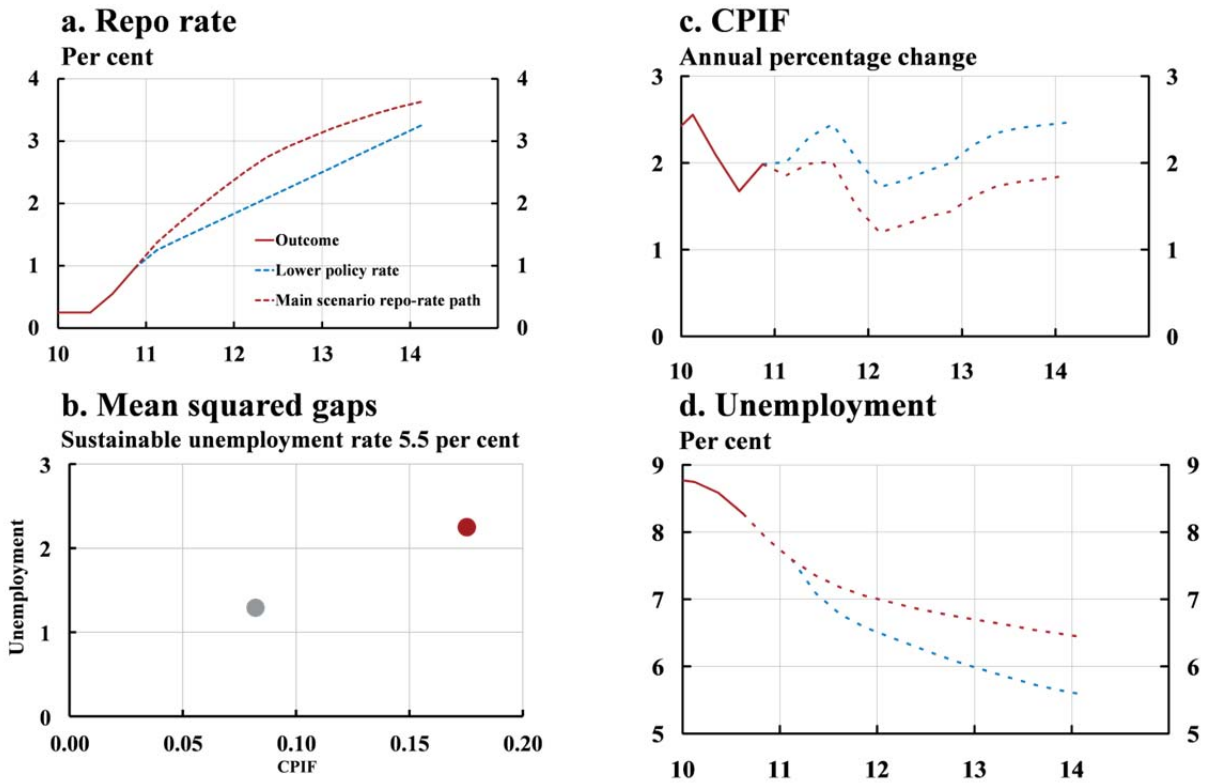 a. Repo rate
Per cent
4 4
3 3
2 2
1 1
0 0
Outcome
Lower policy rate
Main scenario repo-rate path
10 11 12 13 14
b. Mean squared gaps
Sustainable unemployment rate 5.5 per cent
Unemployment
3
2
1
0
0.00 0.05 0.10 0.15 0.20
CPIF
c. CPIF
Annual percentage change
3 3
2 2
1 1
0 0
10 11 12 13 14
d. Unemployment
Per cent
9 9
8 8
7 7
6 6
5 5
10 11 12 13 14